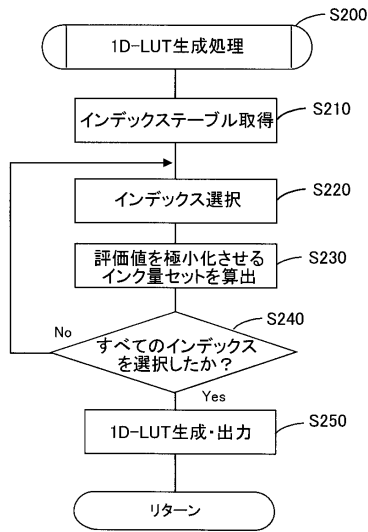 S200
1D-LUT生成処理
S210
インデックステーブル取得
S220
インデックス選択
S230
評価値を極小化させる
インク量セットを算出
S240
No
すべてのインデックス
を選択したか？
Yes
S250
1D-LUT生成・出力
リターン